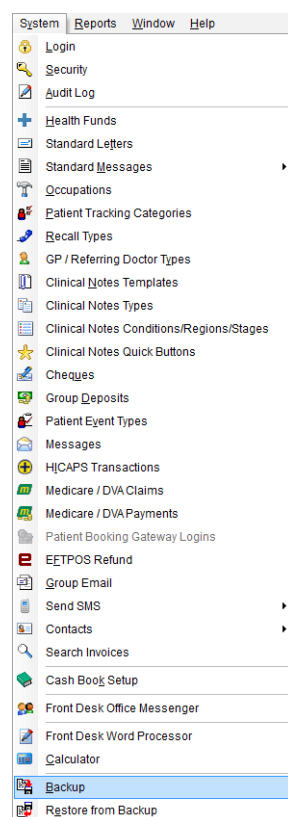 System Reports Window Help
Login
Security
Audit Log
Health Funds
Standard Letters
Standard Messages
Occupations
Patient Tracking Categories
Recall Types
GP / Referring Doctor Types
Clinical Notes Templates
Clinical Notes Types
Clinical Notes Conditions/Regions/Stages
Clinical Notes Quick Buttons
Cheques
Group Deposits
Patient Event Types
Messages
HICAPS Transactions
Medicare / DVA Claims
Medicare / DVA Payments
Patient Booking Gateway Logins
EFTPOS Refund
Group Email
Send SMS
Contacts
Search Invoices
Cash Book Setup
Front Desk Office Messenger
Front Desk Word Processor
Calculator
Backup
Restore from Backup